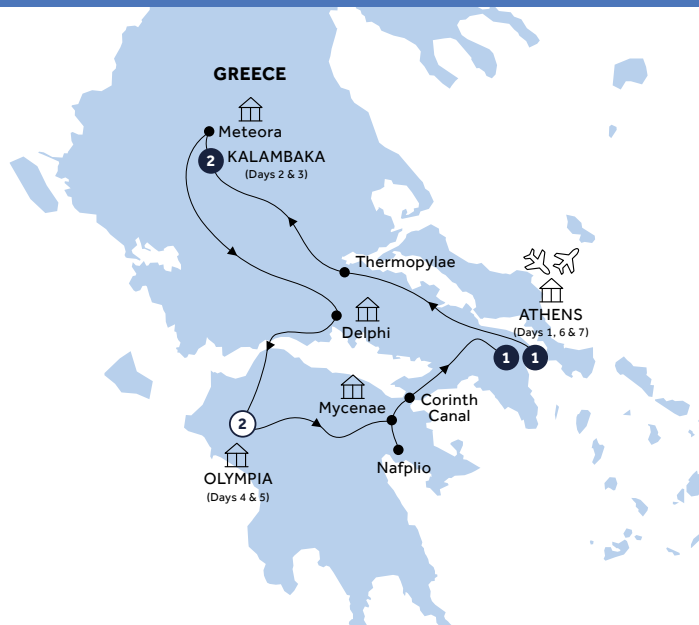 GREECE
Meteora
2
KALAMBAKA
(Days 2 & 3)
Thermopylae
ATHENS
(Days 1, 6 & 7)
1
1
Delphi
Mycenae
Corinth
Canal
2
Nafplio
OLYMPIA
(Days 4 & 5)